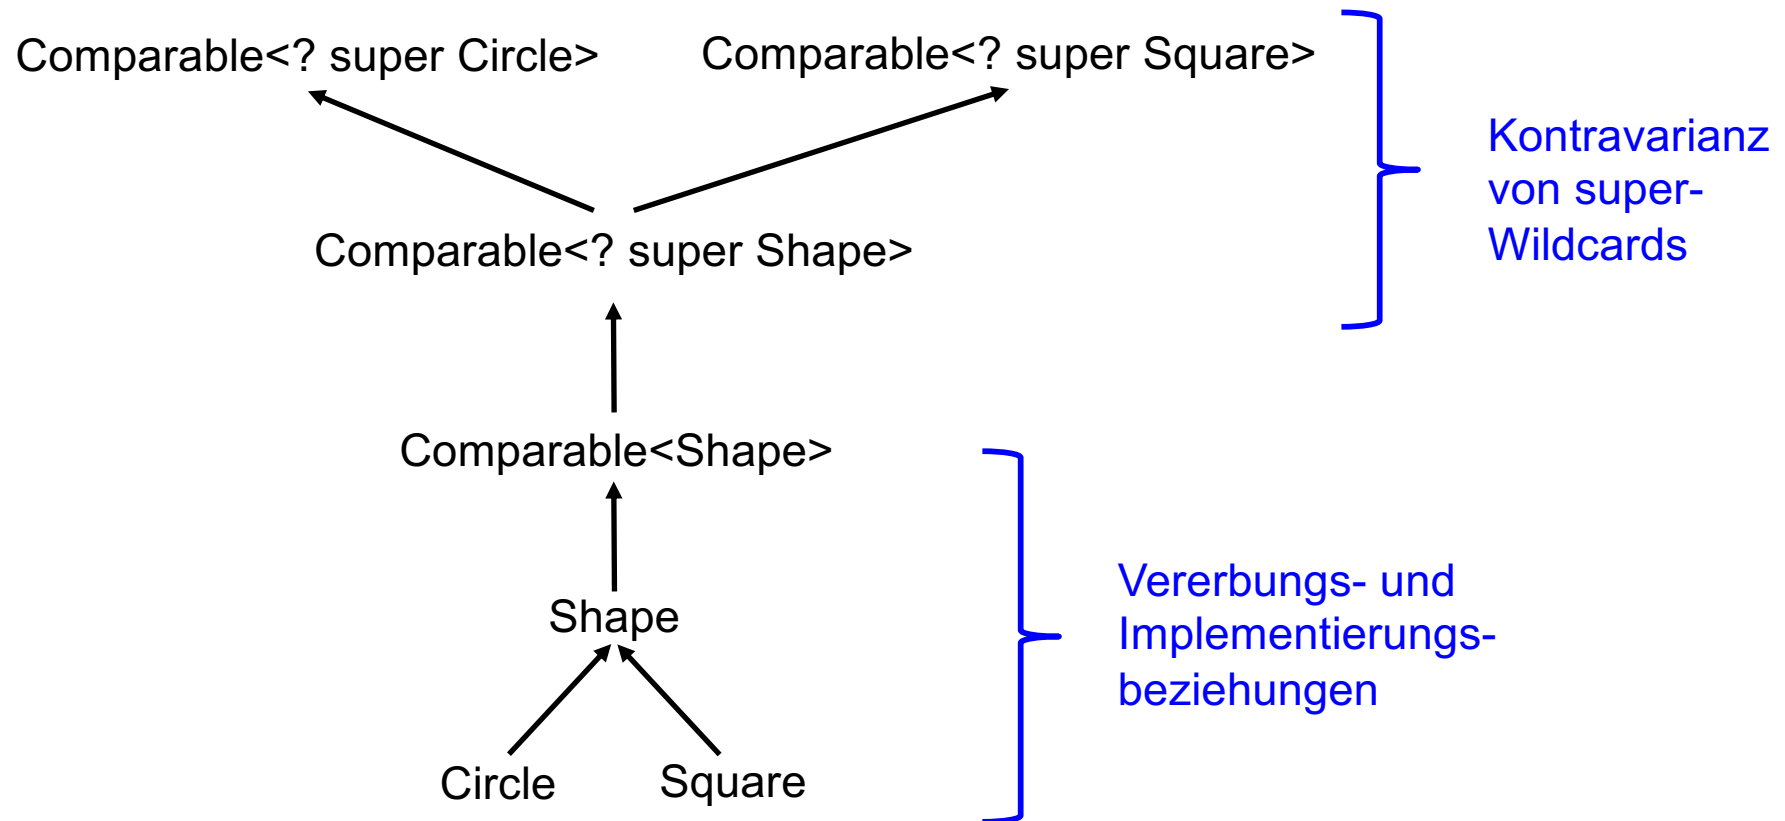 Comparable<? super Circle>
Comparable<? super Square>
Kontravarianz
von super-
Wildcards
Comparable<? super Shape>
Comparable<Shape>
Vererbungs- und
Implementierungs-
beziehungen
Shape
Circle
Square